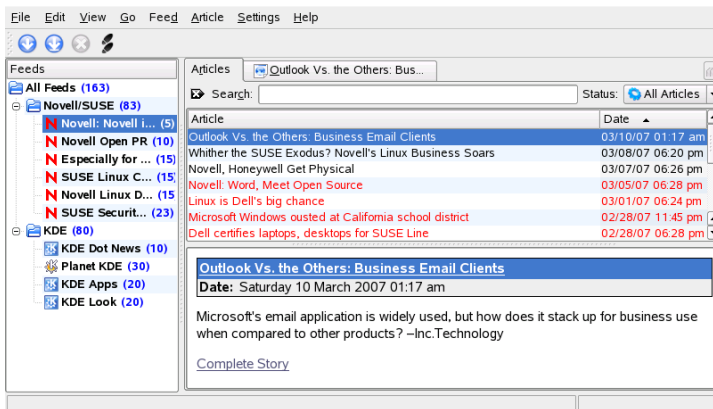 File Edit View Go Feed Article Settings Help
Feeds
All Feeds (163)
Novell/SUSE (83)
Novell: Novell i... (5)
Novell Open PR (10)
Especially for ... (15)
SUSE Linux C... (15)
Novell Linux D... (15
SUSE Securit... (23)
KDE (80)
KDE Dot News (10)
Planet KDE (30)
KDE Apps (20)
KDE Look (20)
Articles Outlook Vs. the Others: Bus...
Search: Status: All Articles
Article Date
Outlook Vs. the Others: Business Email Clients 03/10/07 01:17 am
Whither the SUSE Exodus? Novell's Linux Business Soars 03/08/07 06:20 pm
Novell, Honeywell Get Physical 03/07/07 06:26 pm
Novell: Word, Meet Open Source 03/05/07 06:28 pm
Linux is Dell's big chance 03/01/07 06:24 pm
Microsoft Windows ousted at California school district 02/28/07 11:45 pm
Dell certifies laptops, desktops for SUSE Line 02/28/07 06:28 pm
Outlook Vs. the Others: Business Email Clients
Date: Saturday 10 March 2007 01:17 am
Microsoft's email application is widely used, but how does it stack up for business use
when compared to other products? —Inc.Technology
Complete Story